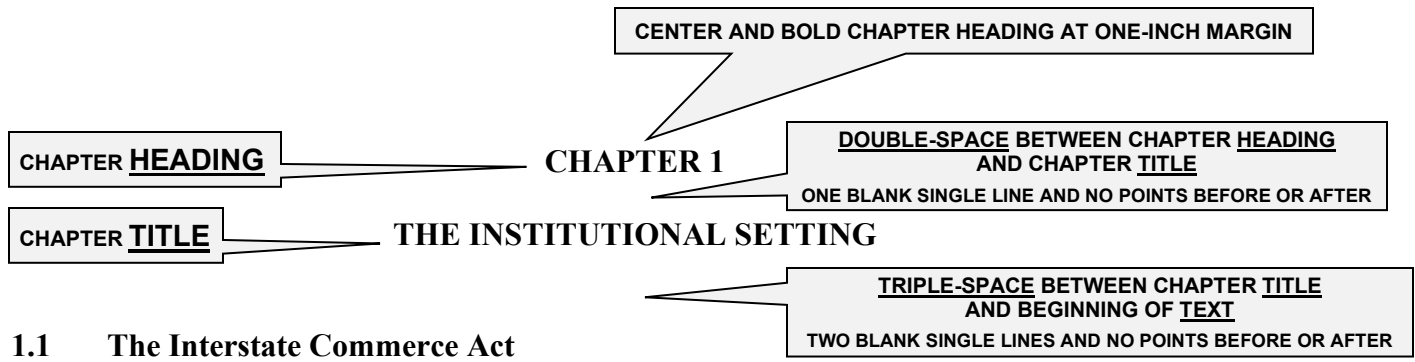 CENTER AND BOLD CHAPTER HEADING AT ONE-INCH MARGIN
CHAPTER HEADING
CHAPTER 1
DOUBLE-SPACE BETWEEN CHAPTER HEADING
AND CHAPTER TITLE
ONE BLANK SINGLE LINE AND NO POINTS BEFORE OR AFTER
CHAPTER TITLE
THE INSTITUTIONAL SETTING
TRIPLE-SPACE BETWEEN CHAPTER TITLE
AND BEGINNING OF TEXT
TWO BLANK SINGLE LINES AND NO POINTS BEFORE OR AFTER
1.1 The Interstate Commerce Act